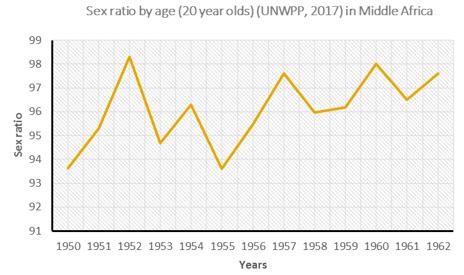 Sex ratio by age (20 year olds) (UNWPP, 2017) in Middle Africa
99
98
97
96
95
94
93
92
91
Sex ratio
1950 1951 1952 1953 1954 1955 1956 1957 1958 1959 1960 1961 1962
Years